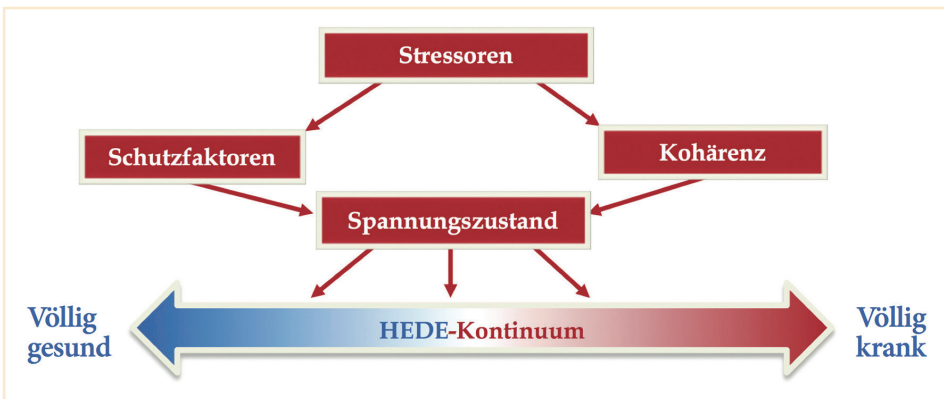 Stressoren
Schutzfaktoren
Kohärenz
Spannungszustand
Völlig
gesund
HEDE-Kontinuum
Völlig
krank